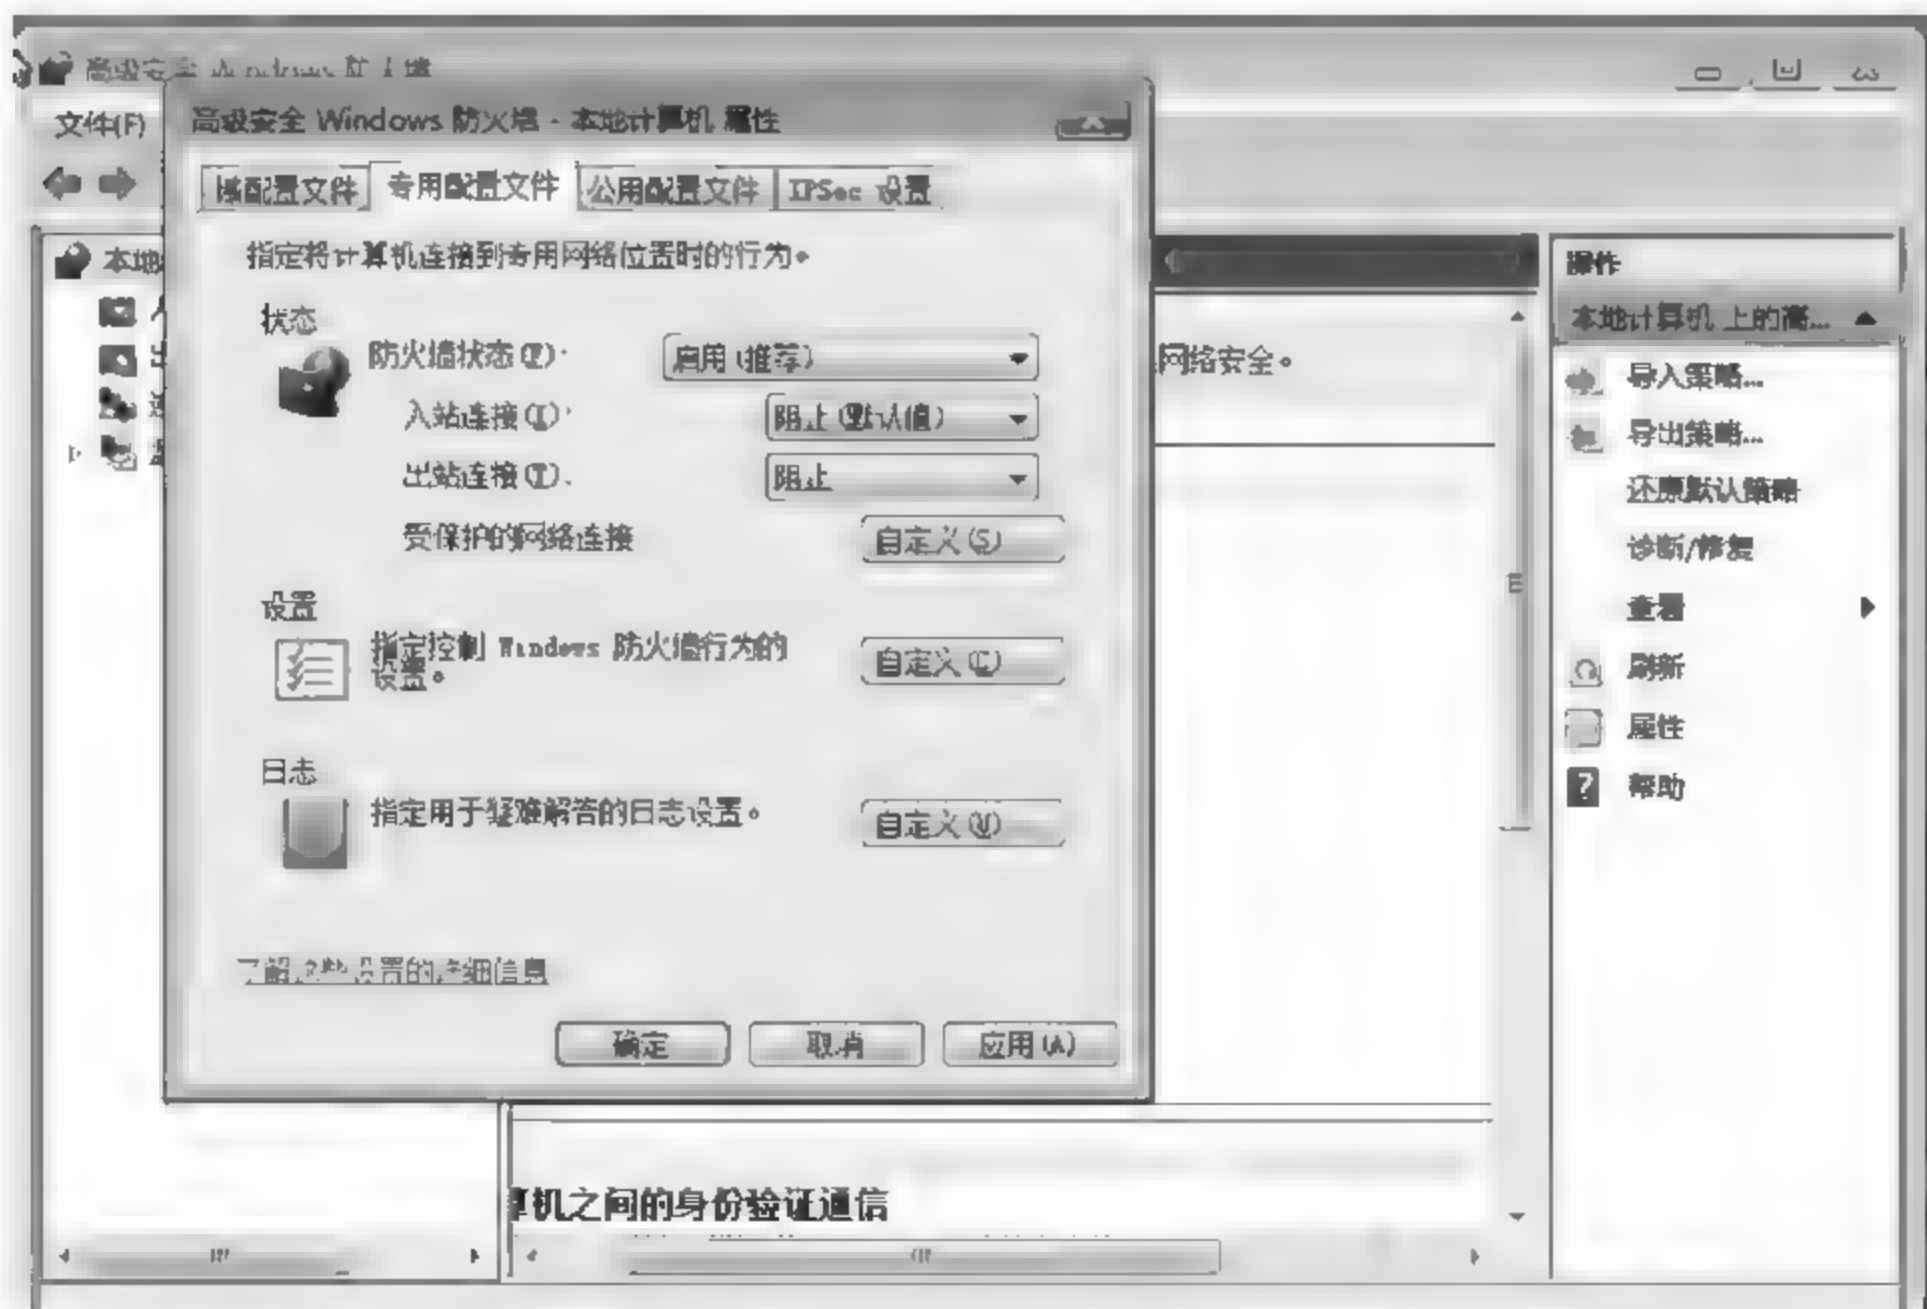 高级安全 Windows 防火墙
文件(F)
高级安全 Windows 防火墙 - 本地计算机 属性
域配置文件 专用配置文件 公用配置文件 IPSec 设置
指定将计算机连接到专用网络位置时的行为。
状态
防火墙状态(F): 启用(推荐)
入站连接(I): 阻止(默认值)
出站连接(T): 阻止
受保护的网络连接 自定义(S)
设置
指定控制 Windows 防火墙行为的
设置。
自定义(C)
日志
指定用于疑难解答的日志设置。 自定义(U)
了解这些设置的详细信息
确定 取消 应用(A)
本地
网络安全。
算机之间的身份验证通信
操作
本地计算机 上的高...
导入策略...
导出策略...
还原默认策略
诊断/修复
查看
刷新
属性
帮助